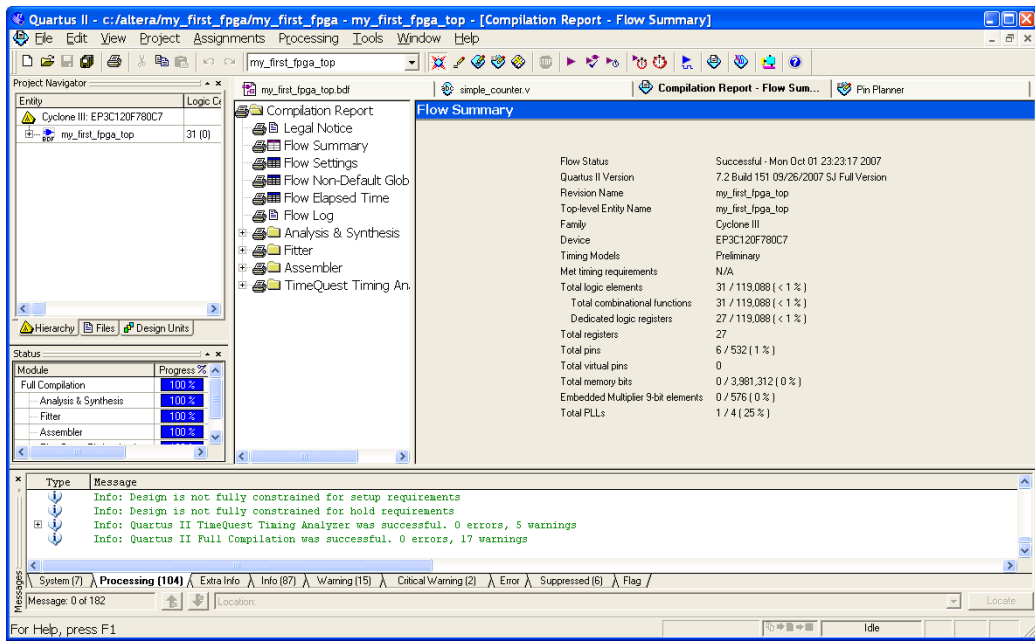 Quartus II - c:/altera/my_first_fpga/my_first_fpga - my_first_fpga_top - [Compilation Report - Flow Summary]
File Edit View Project Assignments Processing Tools Window Help
my_first_fpga_top
Project Navigator
Entity Logic Ce
Cyclone III: EP3C120F780C7
my_first_fpga_top 31 (0)
Hierarchy Files Design Units
Status
Module Progress %
Full Compilation 100 %
Analysis & Synthesis 100 %
Fitter 100 %
Assembler 100 %
my_first_fpga_top.bdf simple_counter.v Compilation Report - Flow Sum... Pin Planner
Compilation Report
Legal Notice
Flow Summary
Flow Settings
Flow Non-Default Glob
Flow Elapsed Time
Flow Log
Analysis & Synthesis
Fitter
Assembler
TimeQuest Timing An
Flow Summary
Flow Status Successful - Mon Oct 01 23:23:17 2007
Quartus II Version 7.2 Build 151 09/26/2007 SJ Full Version
Revision Name my_first_fpga_top
Top-level Entity Name my_first_fpga_top
Family Cyclone III
Device EP3C120F780C7
Timing Models Preliminary
Met timing requirements N/A
Total logic elements 31 / 119,088 ( < 1 % )
Total combinational functions 31 / 119,088 ( < 1 % )
Dedicated logic registers 27 / 119,088 ( < 1 % )
Total registers 27
Total pins 6 / 532 ( 1 % )
Total virtual pins 0
Total memory bits 0 / 3,981,312 ( 0 % )
Embedded Multiplier 9-bit elements 0 / 576 ( 0 % )
Total PLLs 1 / 4 ( 25 % )
Type Message
Info: Design is not fully constrained for setup requirements
Info: Design is not fully constrained for hold requirements
Info: Quartus II TimeQuest Timing Analyzer was successful. 0 errors, 5 warnings
Info: Quartus II Full Compilation was successful. 0 errors, 17 warnings
Messages
System (7) Processing (104) Extra Info Info (87) Warning (15) Critical Warning (2) Error Suppressed (6) Flag
Message: 0 of 182 Location: Locate
For Help, press F1 Idle